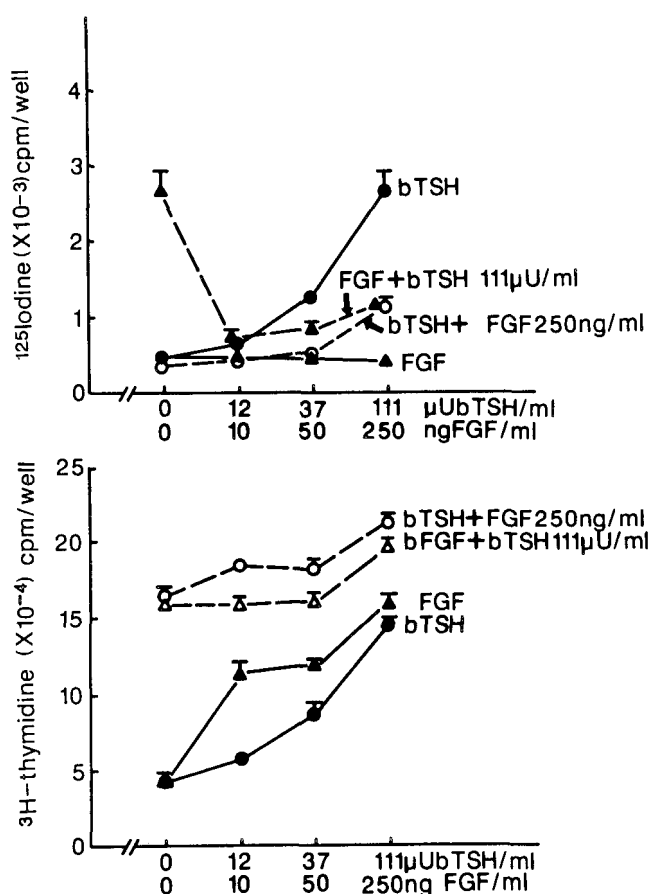 125Iodine (X10-3) cpm/well
4
3
2
1
0
bTSH
FGF+bTSH 111µU/ml
bTSH+ FGF250ng/ml
FGF
0 12 37 111 µUbTSH/ml
0 10 50 250 ngFGF/ml
3H-thymidine (X10-4) cpm/well
25
20
15
10
5
0
bTSH+FGF250ng/ml
bFGF+bTSH111µU/ml
FGF
bTSH
0 12 37 111µUbTSH/ml
0 10 50 250ng FGF/ml